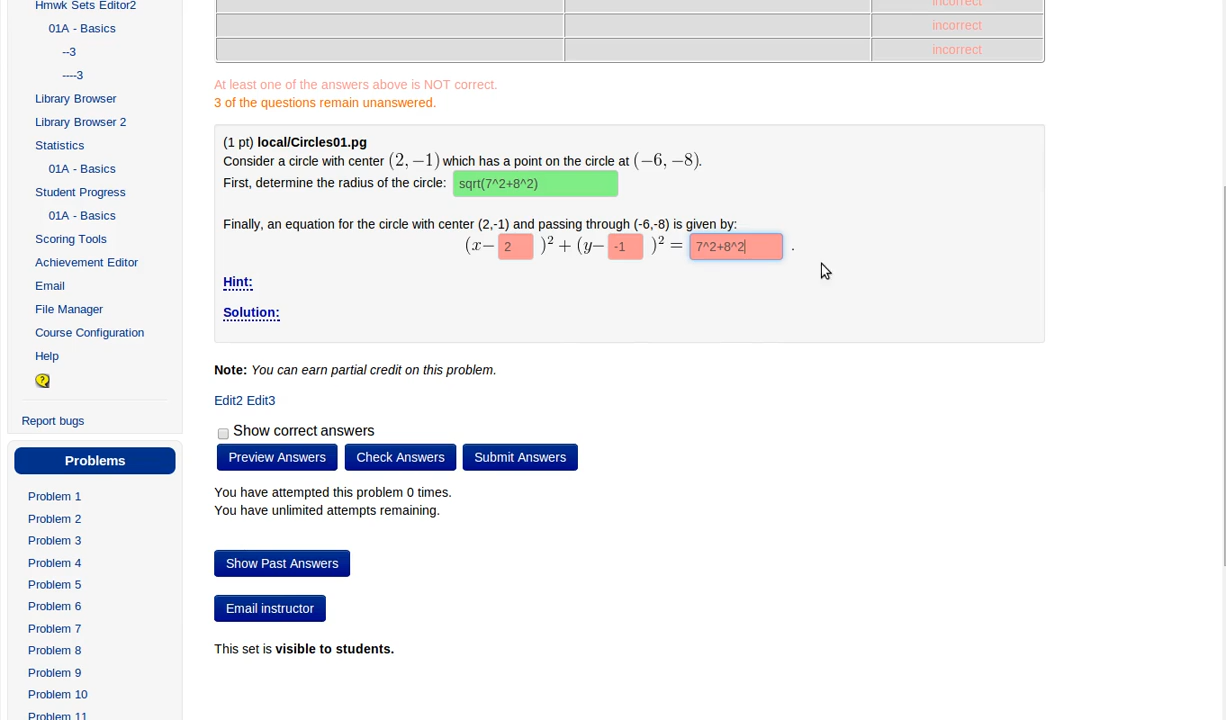 Hmwk Sets Editor2
01A - Basics
--3
----3
Library Browser
Library Browser 2
Statistics
01A - Basics
Student Progress
01A - Basics
Scoring Tools
Achievement Editor
Email
File Manager
Course Configuration
Help
?
Report bugs
Problems
Problem 1
Problem 2
Problem 3
Problem 4
Problem 5
Problem 6
Problem 7
Problem 8
Problem 9
Problem 10
Problem 11
incorrect
incorrect
incorrect
At least one of the answers above is NOT correct.
3 of the questions remain unanswered.
(1 pt) local/Circles01.pg
Consider a circle with center (2, −1) which has a point on the circle at (−6, −8).
First, determine the radius of the circle: sqrt(7^2+8^2)
Finally, an equation for the circle with center (2,-1) and passing through (-6,-8) is given by:
(x− 2 )² + (y− -1 )² = 7^2+8^2 .
Hint:
Solution:
Note: You can earn partial credit on this problem.
Edit2 Edit3
Show correct answers
Preview Answers Check Answers Submit Answers
You have attempted this problem 0 times.
You have unlimited attempts remaining.
Show Past Answers
Email instructor
This set is visible to students.